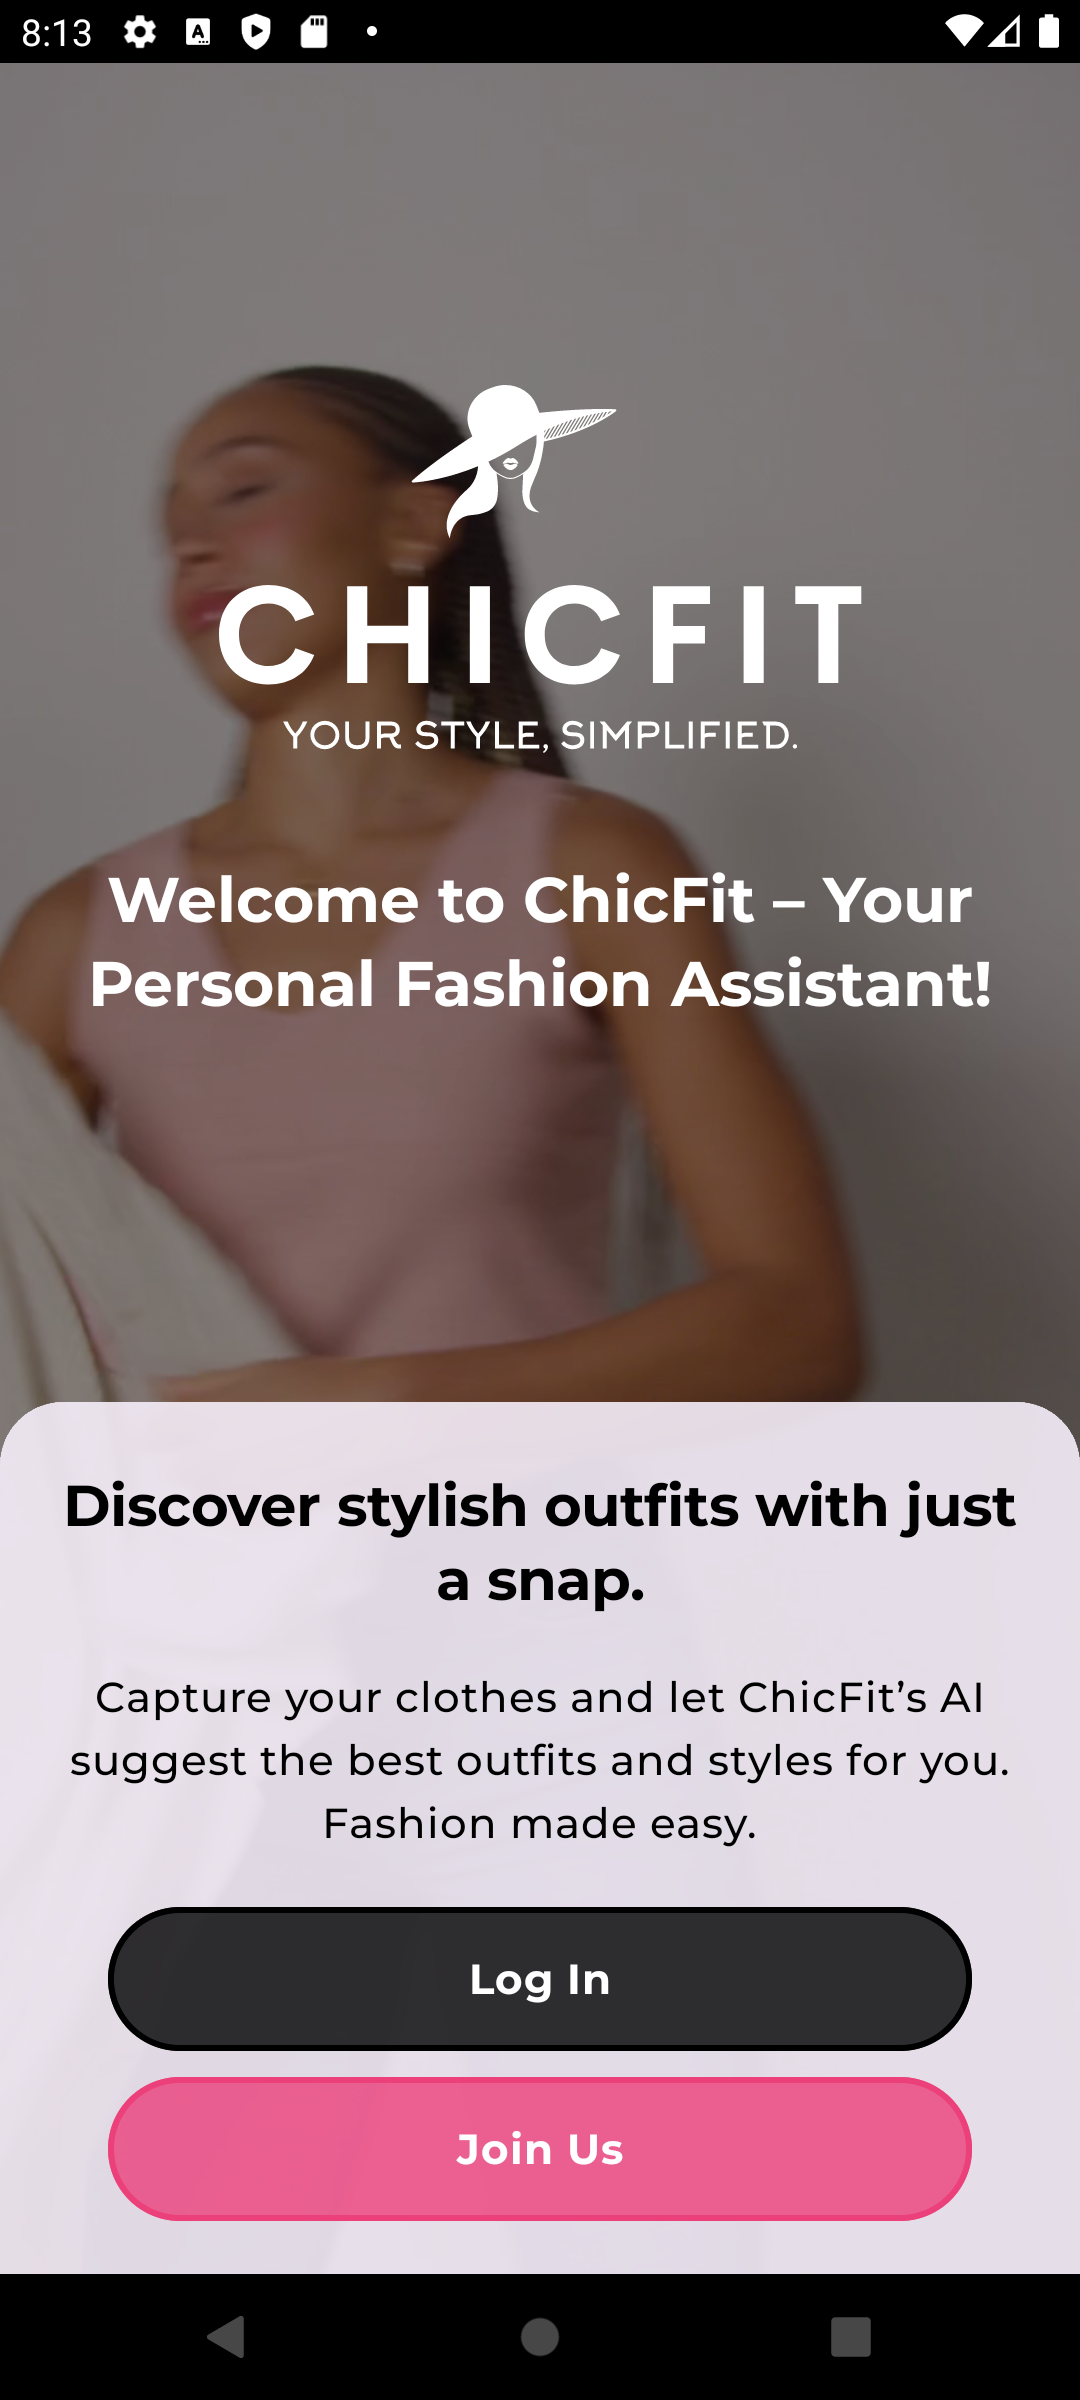 8:13
CHICFIT
YOUR STYLE, SIMPLIFIED.
Welcome to ChicFit – Your
Personal Fashion Assistant!
Discover stylish outfits with just
a snap.
Capture your clothes and let ChicFit’s AI
suggest the best outfits and styles for you.
Fashion made easy.
Log In
Join Us